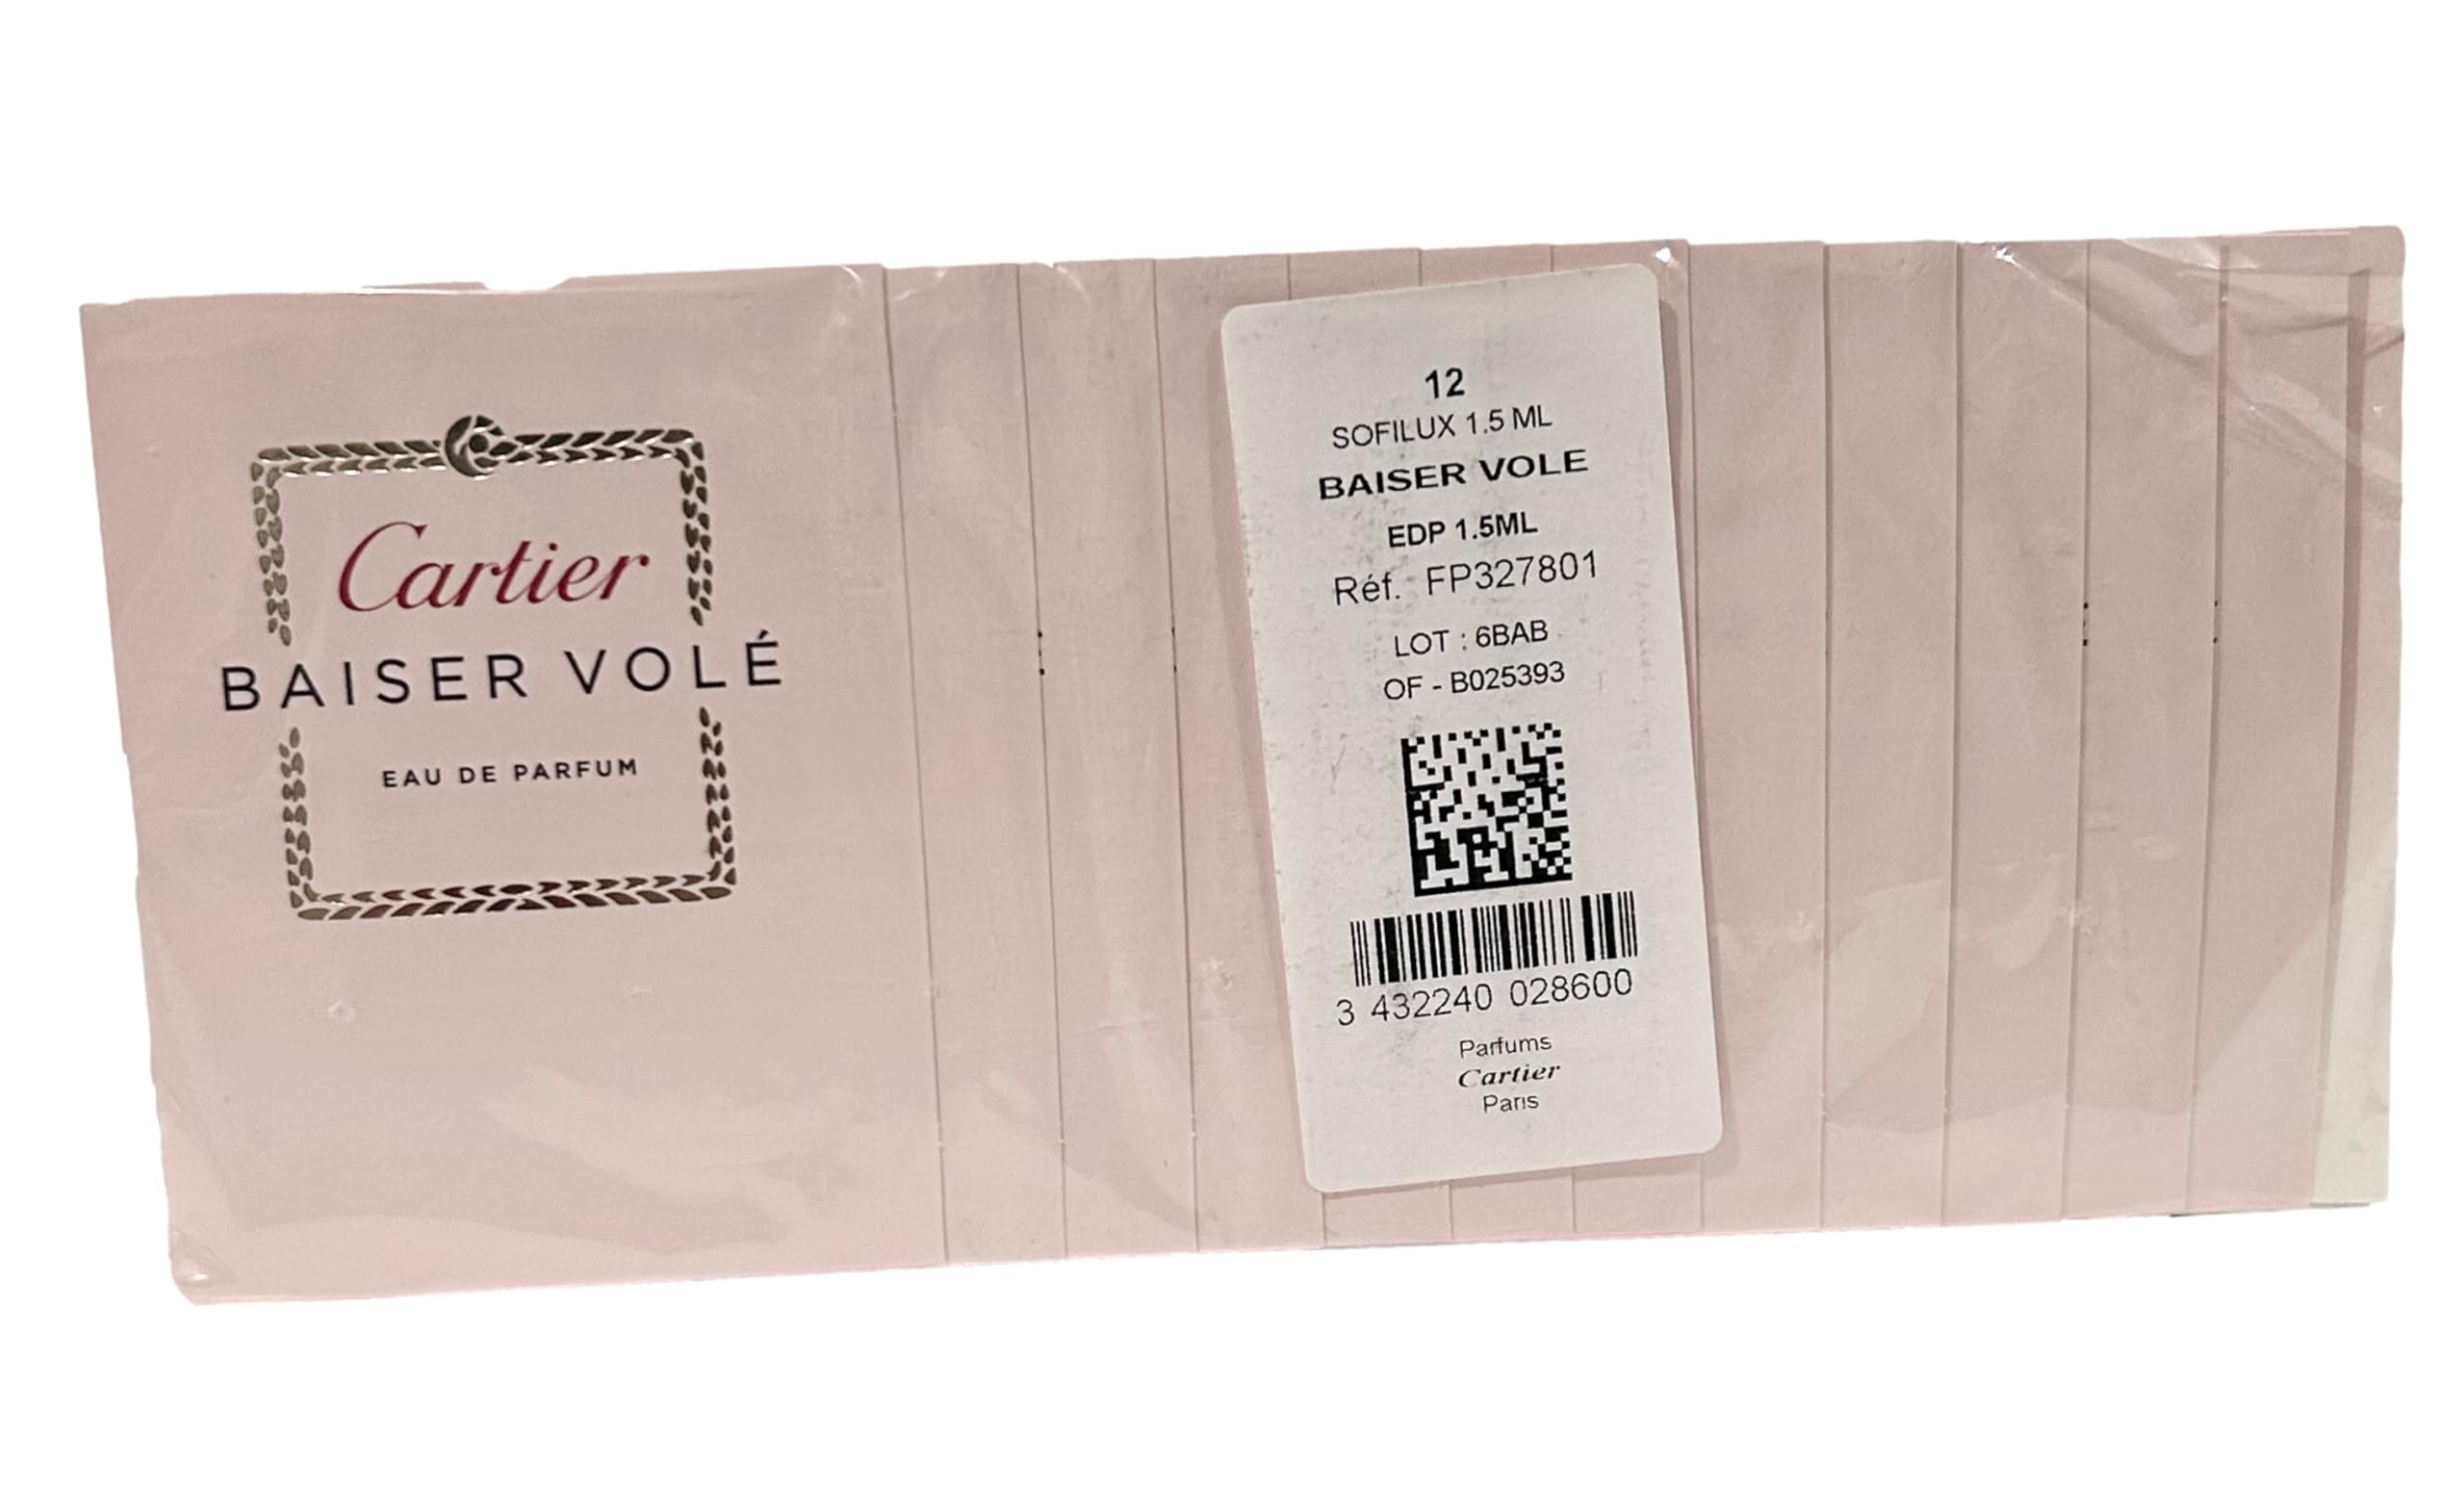 Cartier
BAISER VOLÉ
EAU DE PARFUM
12
SOFILUX 1.5 ML
BAISER VOLE
EDP 1.5ML
Réf. FP327801
LOT : 6BAB
OF - B025393
3 432240 028600
Parfums
Cartier
Paris